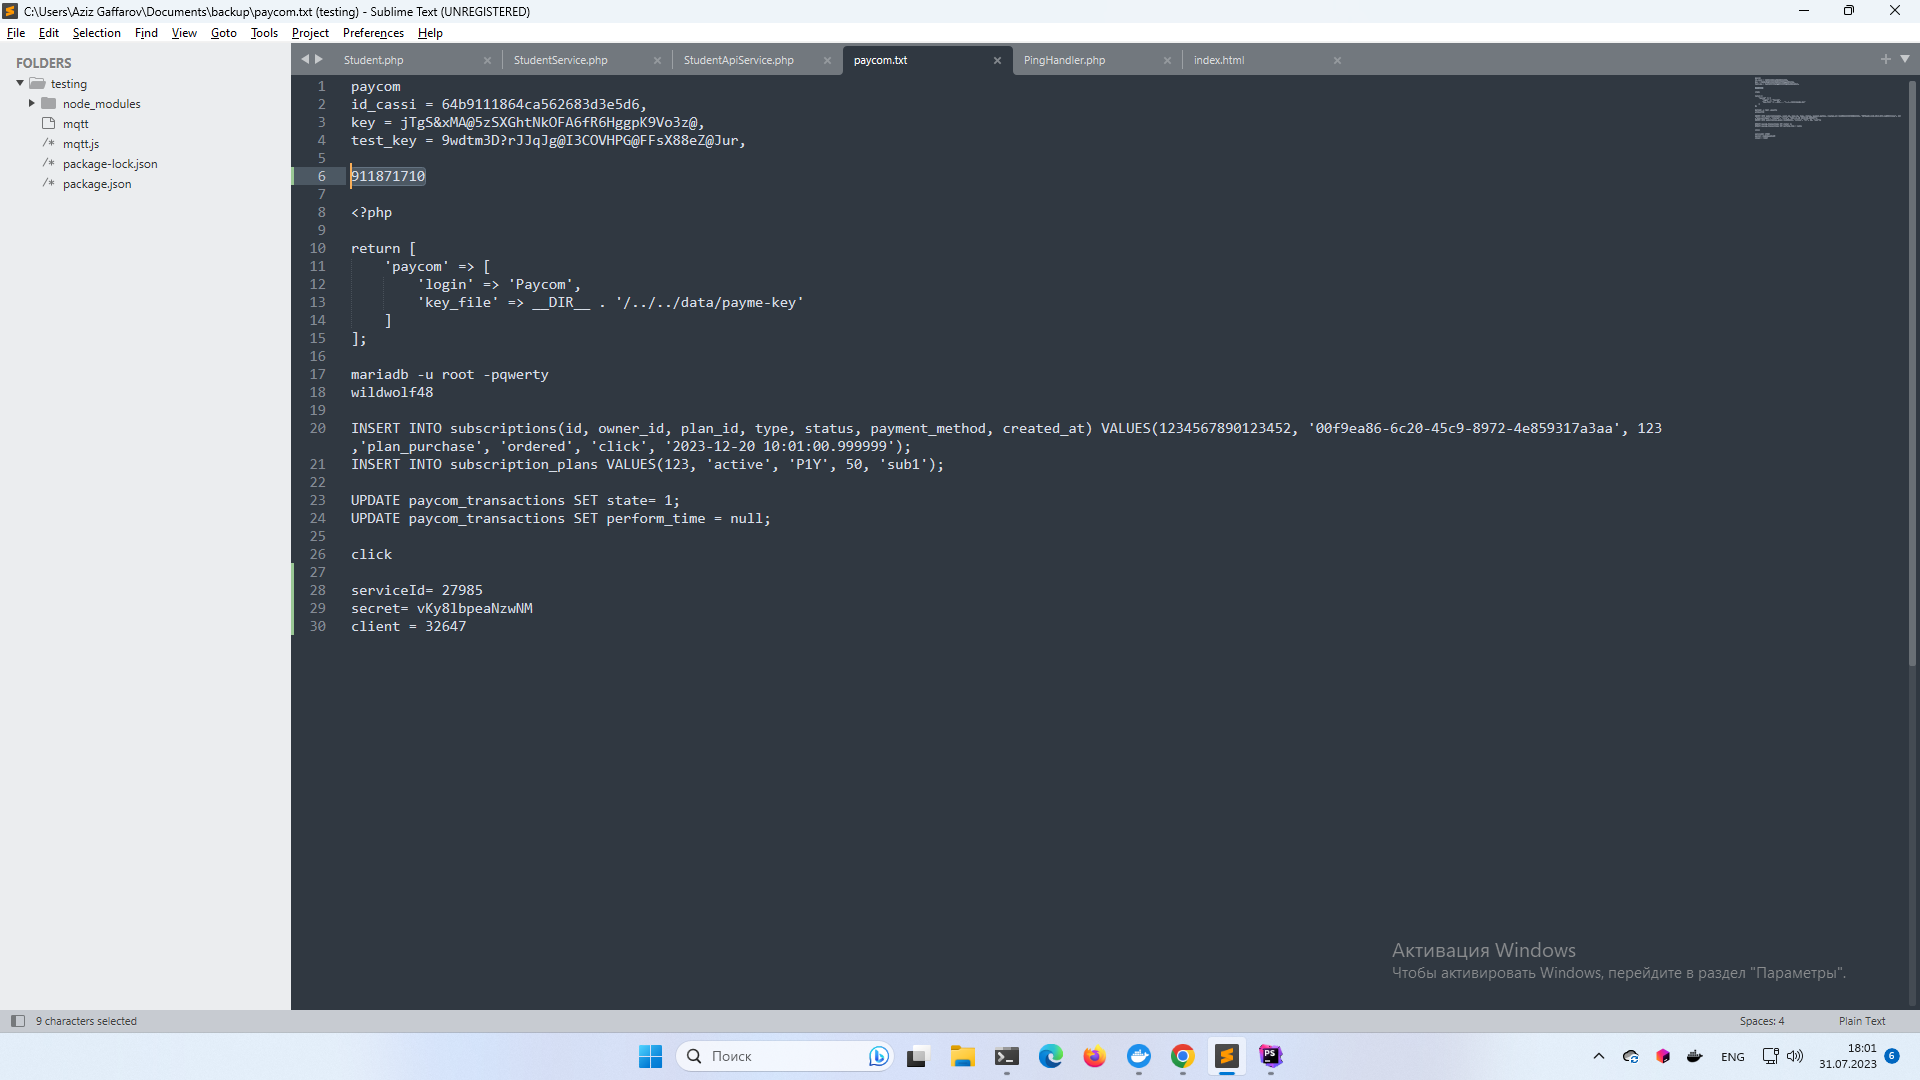 C:\Users\Aziz Gaffarov\Documents\backup\paycom.txt (testing) - Sublime Text (UNREGISTERED)
File Edit Selection Find View Goto Tools Project Preferences Help
FOLDERS
testing
node_modules
mqtt
/* mqtt.js
/* package-lock.json
/* package.json
Student.php StudentService.php StudentApiService.php paycom.txt PingHandler.php index.html
1 paycom
2 id_cassi = 64b9111864ca562683d3e5d6,
3 key = jTgS&xMA@5zSXGhtNkOFA6fR6HggpK9Vo3z@,
4 test_key = 9wdtm3D?rJJqJg@I3COVHPG@FFsX88eZ@Jur,
5
6 911871710
7
8 <?php
9
10 return [
11 'paycom' => [
12 'login' => 'Paycom',
13 'key_file' => __DIR__ . '/../../data/payme-key'
14 ]
15 ];
16
17 mariadb -u root -pqwerty
18 wildwolf48
19
20 INSERT INTO subscriptions(id, owner_id, plan_id, type, status, payment_method, created_at) VALUES(1234567890123452, '00f9ea86-6c20-45c9-8972-4e859317a3aa', 123
,'plan_purchase', 'ordered', 'click', '2023-12-20 10:01:00.999999');
21 INSERT INTO subscription_plans VALUES(123, 'active', 'P1Y', 50, 'sub1');
22
23 UPDATE paycom_transactions SET state= 1;
24 UPDATE paycom_transactions SET perform_time = null;
25
26 click
27
28 serviceId= 27985
29 secret= vKy8lbpeaNzwNM
30 client = 32647
Активация Windows
Чтобы активировать Windows, перейдите в раздел "Параметры".
9 characters selected
Spaces: 4 Plain Text
Поиск
PS
ENG
18:01
31.07.2023
6